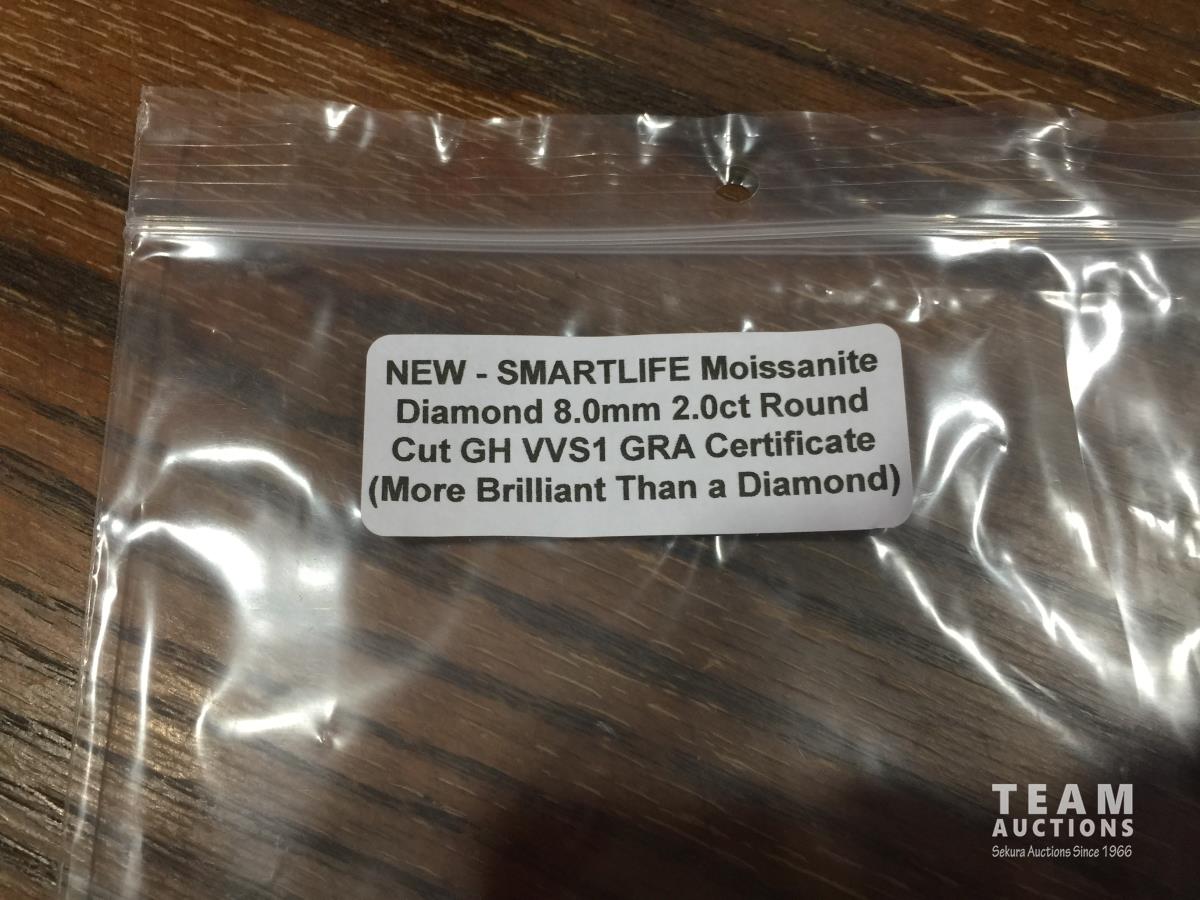 NEW - SMARTLIFE Moissanite
Diamond 8.0mm 2.0ct Round
Cut GH VVS1 GRA Certificate
(More Brilliant Than a Diamond)
TEAM
AUCTIONS
Sekura Auctions Since 1966